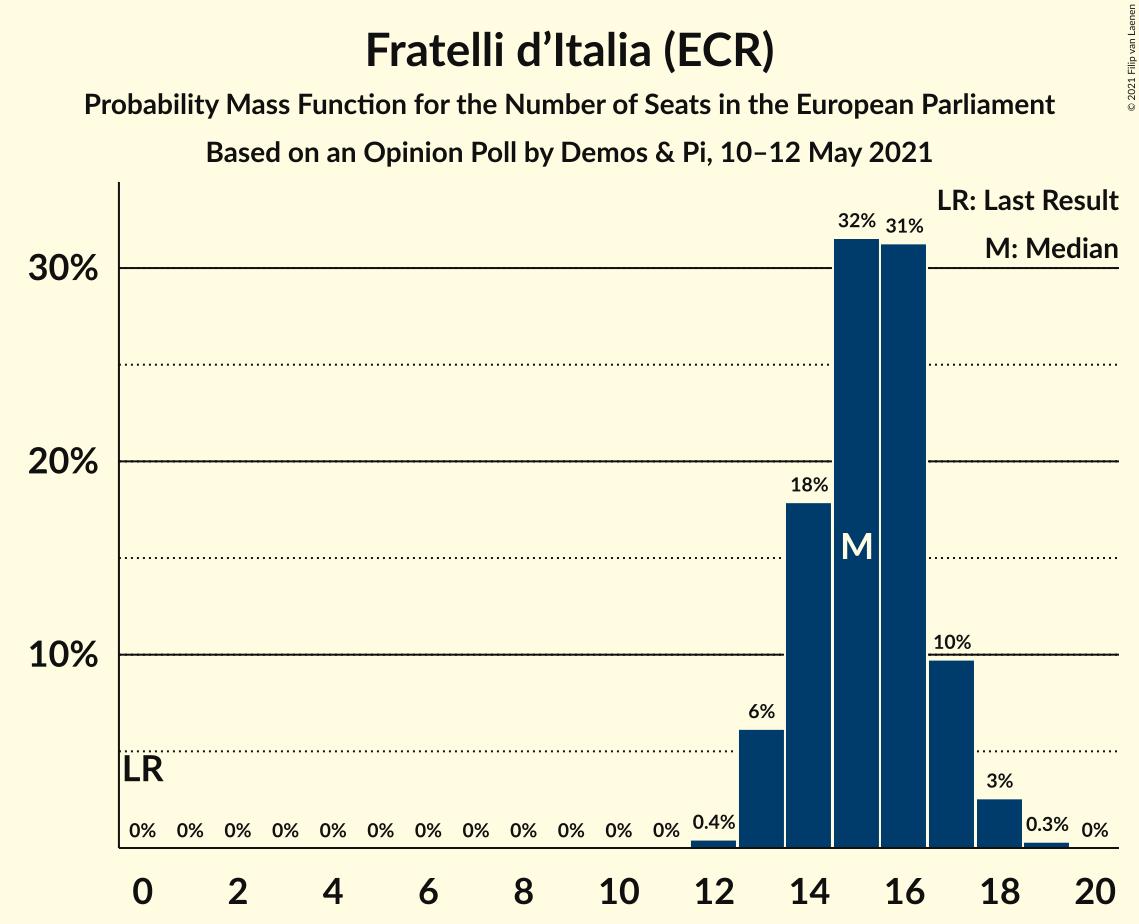 Fratelli d’Italia (ECR)
Probability Mass Function for the Number of Seats in the European Parliament
Based on an Opinion Poll by Demos & Pi, 10–12 May 2021
© 2021 Filip van Laenen
LR: Last Result
M: Median
30%
20%
10%
32%
31%
18%
M
10%
6%
LR
3%
0% 0% 0% 0% 0% 0% 0% 0% 0% 0% 0% 0% 0.4% 0.3% 0%
0 2 4 6 8 10 12 14 16 18 20